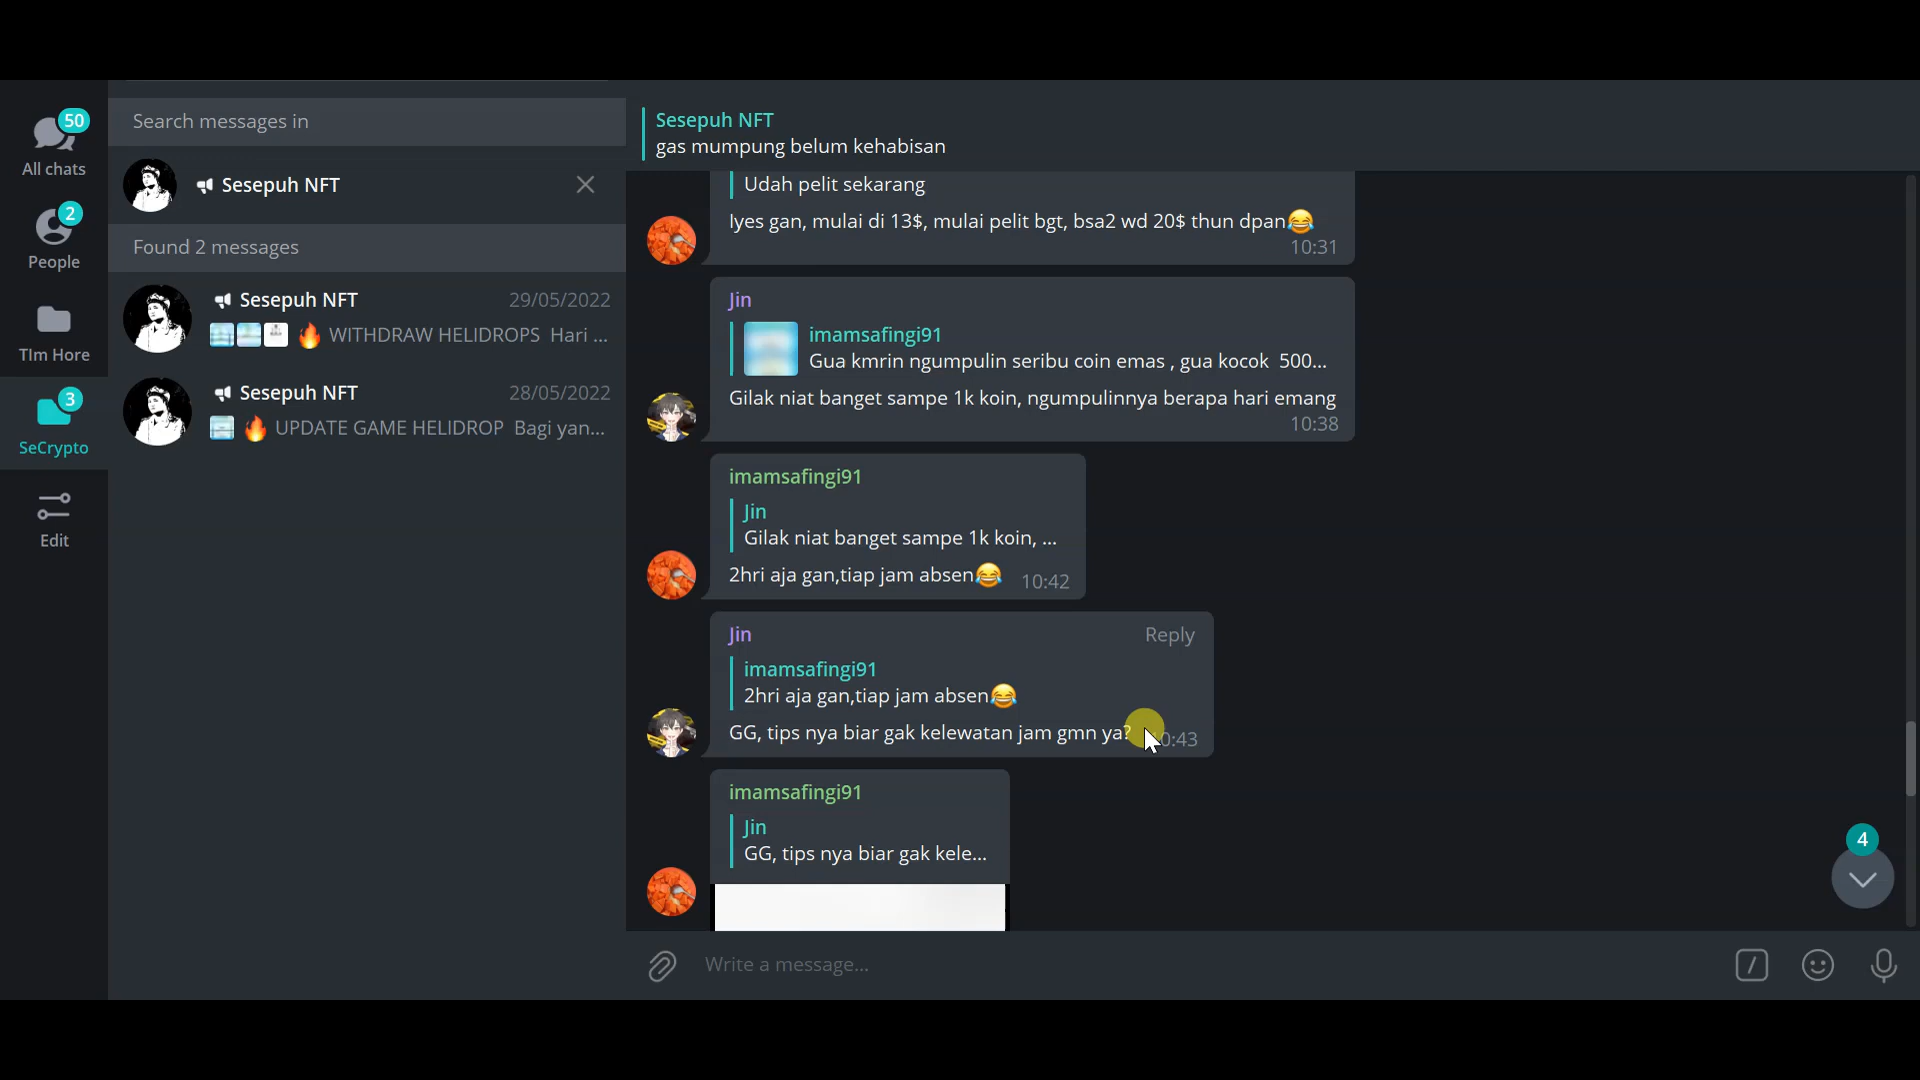 50
All chats
2
People
TIm Hore
3
SeCrypto
Edit
Search messages in
Sesepuh NFT
Found 2 messages
Sesepuh NFT 29/05/2022
🔥 WITHDRAW HELIDROPS Hari ...
Sesepuh NFT 28/05/2022
🔥 UPDATE GAME HELIDROP Bagi yan...
Sesepuh NFT
gas mumpung belum kehabisan
Udah pelit sekarang
Iyes gan, mulai di 13$, mulai pelit bgt, bsa2 wd 20$ thun dpan😂
10:31
Jin
imamsafingi91
Gua kmrin ngumpulin seribu coin emas , gua kocok 500...
Gilak niat banget sampe 1k koin, ngumpulinnya berapa hari emang
10:38
imamsafingi91
Jin
Gilak niat banget sampe 1k koin, ...
2hri aja gan,tiap jam absen😂 10:42
Jin Reply
imamsafingi91
2hri aja gan,tiap jam absen😂
GG, tips nya biar gak kelewatan jam gmn ya? 10:43
imamsafingi91
Jin
GG, tips nya biar gak kele...
4
Write a message...